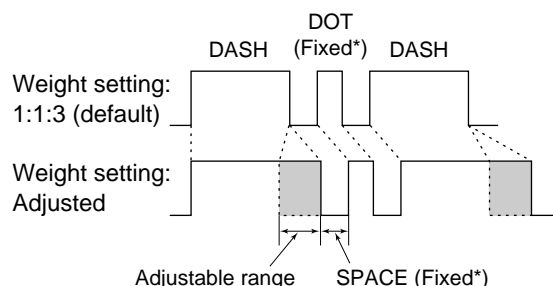 DOT
(Fixed*)
DASH DASH
Weight setting:
1:1:3 (default)
Weight setting:
Adjusted
Adjustable range SPACE (Fixed*)